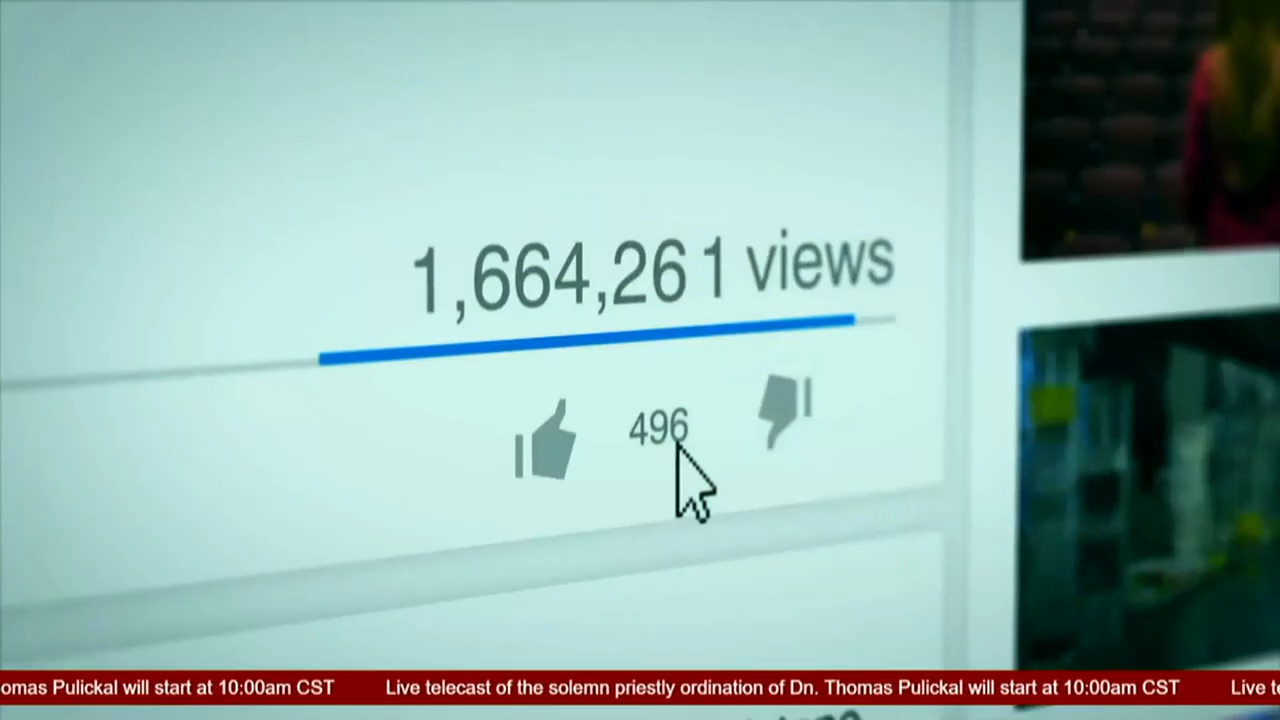 1,664,261 views
496
omas Pulickal will start at 10:00am CST Live telecast of the solemn priestly ordination of Dn. Thomas Pulickal will start at 10:00am CST Live t